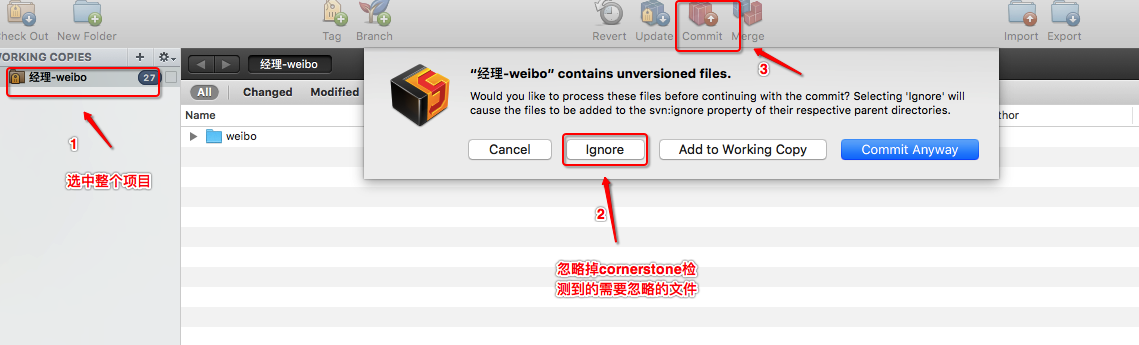 Check Out New Folder Tag Branch Revert Update Commit Merge Import Export
WORKING COPIES
经理-weibo 27
经理-weibo
3
All Changed Modified
Name
weibo
"经理-weibo" contains unversioned files.
Would you like to process these files before continuing with the commit? Selecting 'Ignore' will
cause the files to be added to the svn:ignore property of their respective parent directories.
Cancel Ignore Add to Working Copy Commit Anyway
1
选中整个项目
2
忽略掉cornerstone检
测到的需要忽略的文件